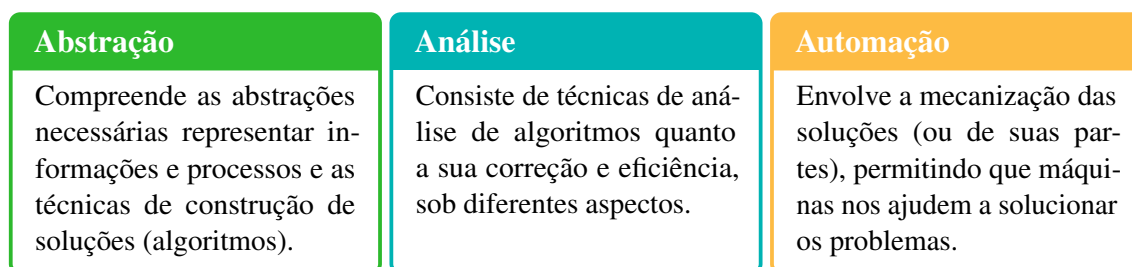 Abstração
Compreende as abstrações
necessárias representar in-
formações e processos e as
técnicas de construção de
soluções (algoritmos).
Análise
Consiste de técnicas de aná-
lise de algoritmos quanto
a sua correção e eficiência,
sob diferentes aspectos.
Automação
Envolve a mecanização das
soluções (ou de suas par-
tes), permitindo que máqui-
nas nos ajudem a solucionar
os problemas.